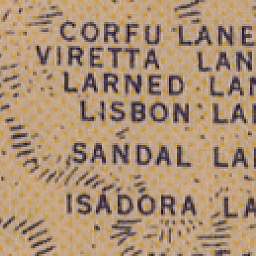 CORFU LANE
VIRETTA LAN
LARNED LAN
LISBON LA
SANDAL LA
ISADORA LA